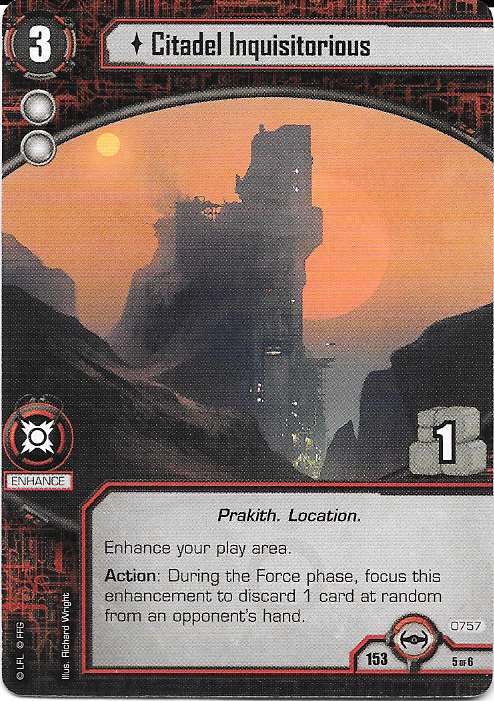 3
Citadel Inquisitorious
ENHANCE
1
Prakith. Location.
Enhance your play area.
Action: During the Force phase, focus this
enhancement to discard 1 card at random
from an opponent's hand.
0757
153
5 OF 6
© LFL © FFG
Illus. Richard Wright